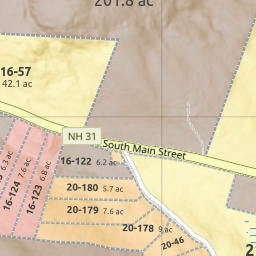 201.8 ac
16-57
42.1 ac
NH 31
South Main Street
16-122 6.2 ac
6.3 ac
16-124 7.6 ac
16-123 6.8 ac
20-180 5.7 ac
20-179 7.6 ac
20-178 9 ac
20-46